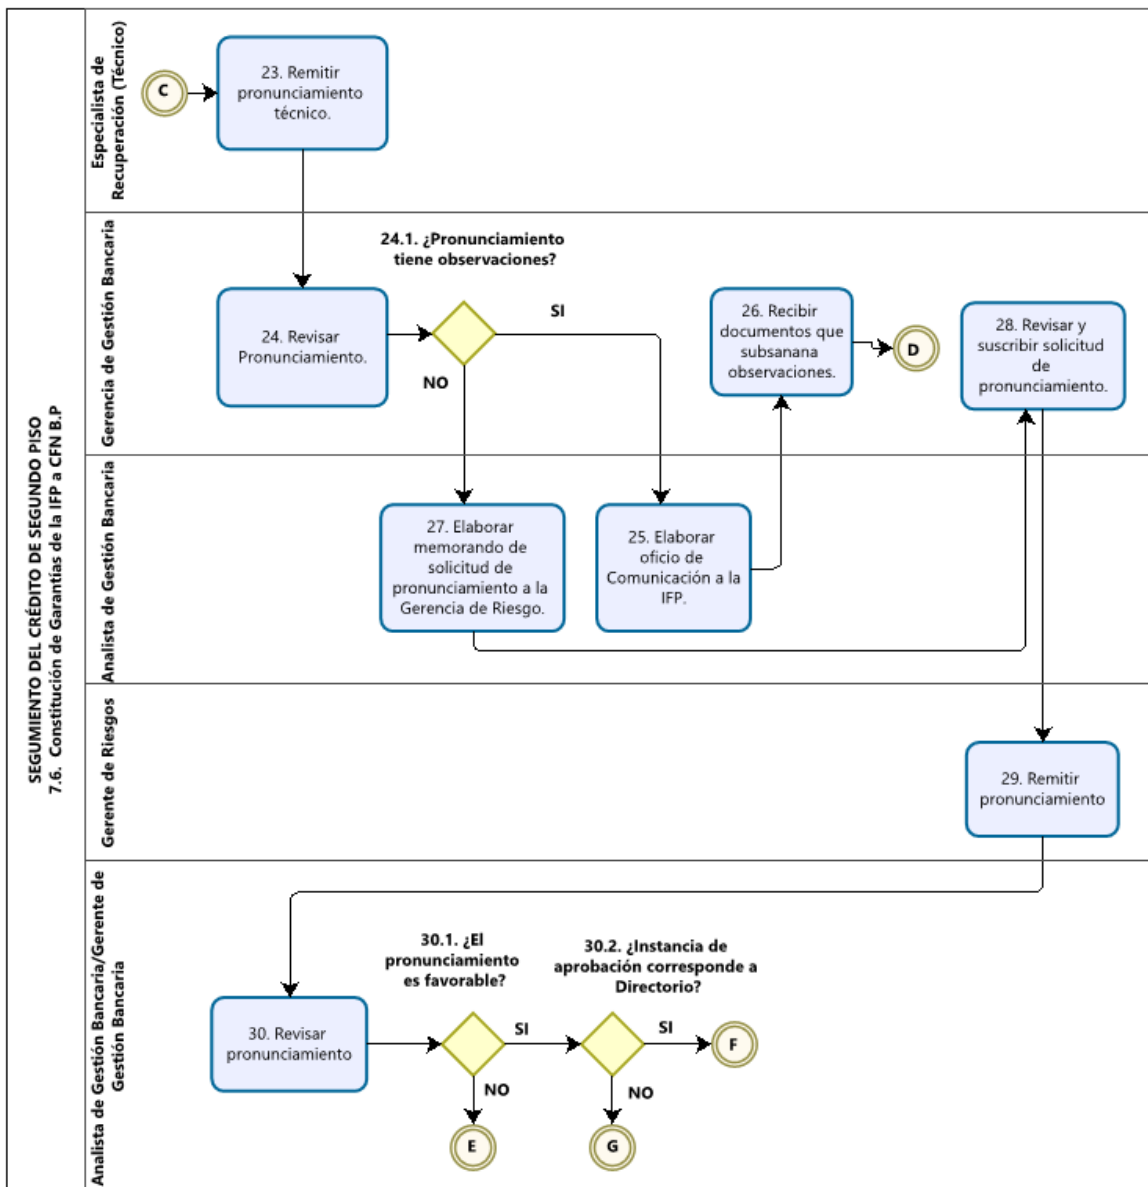 SEGUMIENTO DEL CRÉDITO DE SEGUNDO PISO
7.6.  Constitución de Garantías de la IFP a CFN B.P
Especialista de
Recuperación (Técnico)
C
23. Remitir
pronunciamiento
técnico.
Gerencia de Gestión Bancaria
24.1. ¿Pronunciamiento
tiene observaciones?
24. Revisar
Pronunciamiento.
SI
NO
26. Recibir
documentos que
subsanana
observaciones.
D
28. Revisar y
suscribir solicitud
de
pronunciamiento.
Analista de Gestión Bancaria
27. Elaborar
memorando de
solicitud de
pronunciamiento a la
Gerencia de Riesgo.
25. Elaborar
oficio de
Comunicación a la
IFP.
Gerente de Riesgos
29. Remitir
pronunciamiento
Analista de Gestión Bancaria/Gerente de
Gestión Bancaria
30.1. ¿El
pronunciamiento
es favorable?
30.2. ¿Instancia de
aprobación corresponde a
Directorio?
30. Revisar
pronunciamiento
SI
SI
F
NO
NO
E
G